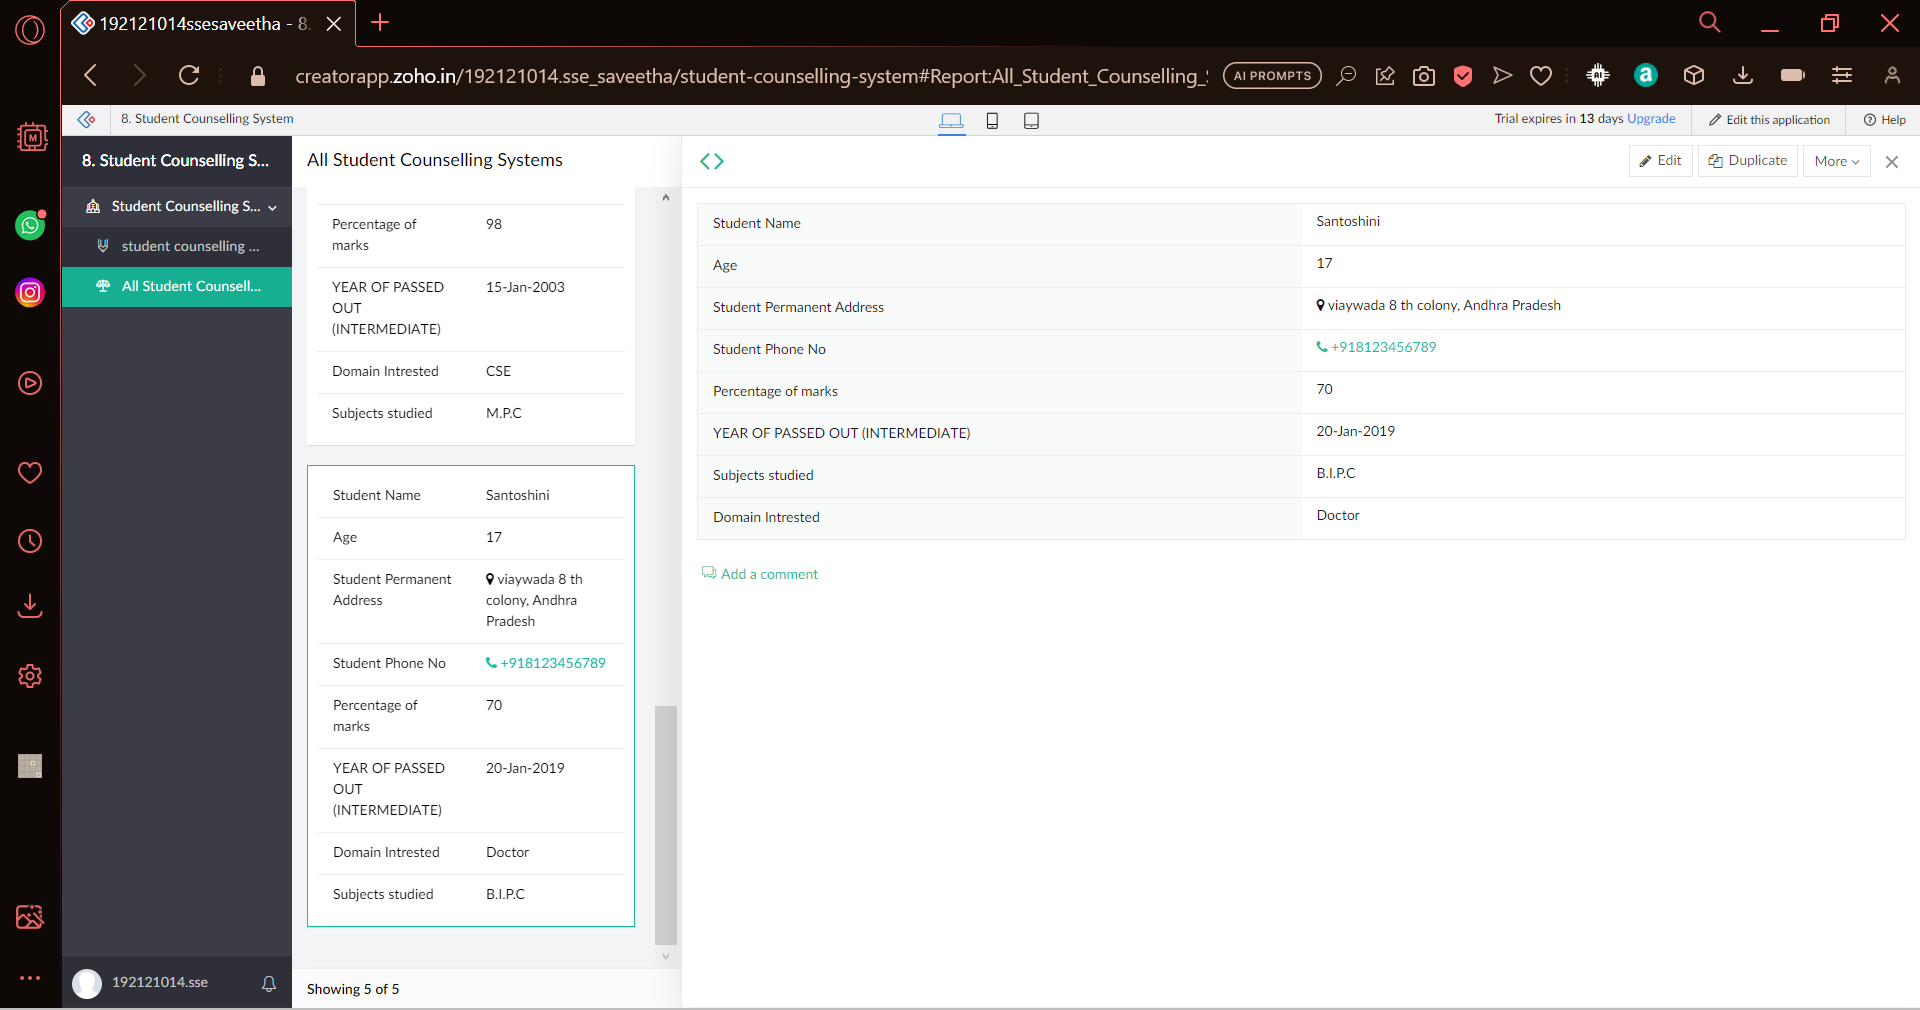 192121014ssesaveetha - 8.
creatorapp.zoho.in/192121014.sse_saveetha/student-counselling-system#Report:All_Student_Counselling_S
AI PROMPTS
8. Student Counselling System
Trial expires in 13 days Upgrade
Edit this application
Help
8. Student Counselling S...
Student Counselling S...
student counselling ...
All Student Counsell...
192121014.sse
All Student Counselling Systems
Percentage of
marks
98
YEAR OF PASSED
OUT
(INTERMEDIATE)
15-Jan-2003
Domain Intrested
CSE
Subjects studied
M.P.C
Student Name
Santoshini
Age
17
Student Permanent
Address
viaywada 8 th
colony, Andhra
Pradesh
Student Phone No
+918123456789
Percentage of
marks
70
YEAR OF PASSED
OUT
(INTERMEDIATE)
20-Jan-2019
Domain Intrested
Doctor
Subjects studied
B.I.P.C
Showing 5 of 5
Edit
Duplicate
More
Student Name
Santoshini
Age
17
Student Permanent Address
viaywada 8 th colony, Andhra Pradesh
Student Phone No
+918123456789
Percentage of marks
70
YEAR OF PASSED OUT (INTERMEDIATE)
20-Jan-2019
Subjects studied
B.I.P.C
Domain Intrested
Doctor
Add a comment